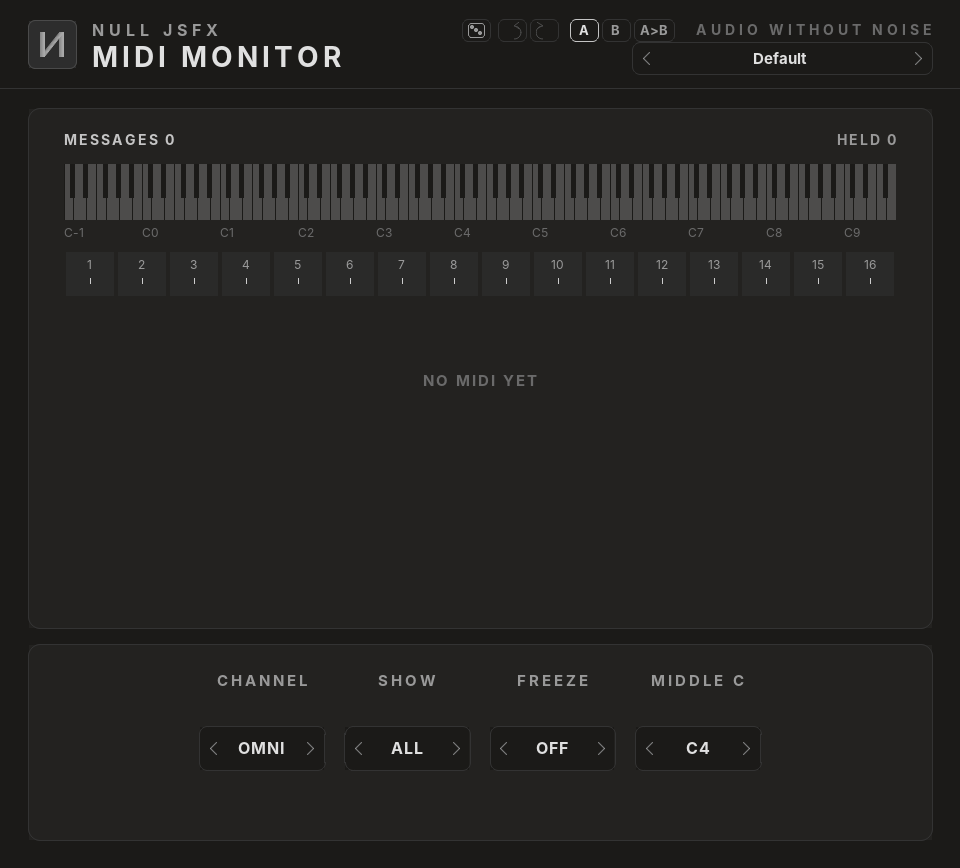 NULL JSFX
MIDI MONITOR
A B A>B AUDIO WITHOUT NOISE
Default
MESSAGES 0 HELD 0
C-1 C0 C1 C2 C3 C4 C5 C6 C7 C8 C9
1 2 3 4 5 6 7 8 9 10 11 12 13 14 15 16
NO MIDI YET
CHANNEL SHOW FREEZE MIDDLE C
OMNI ALL OFF C4